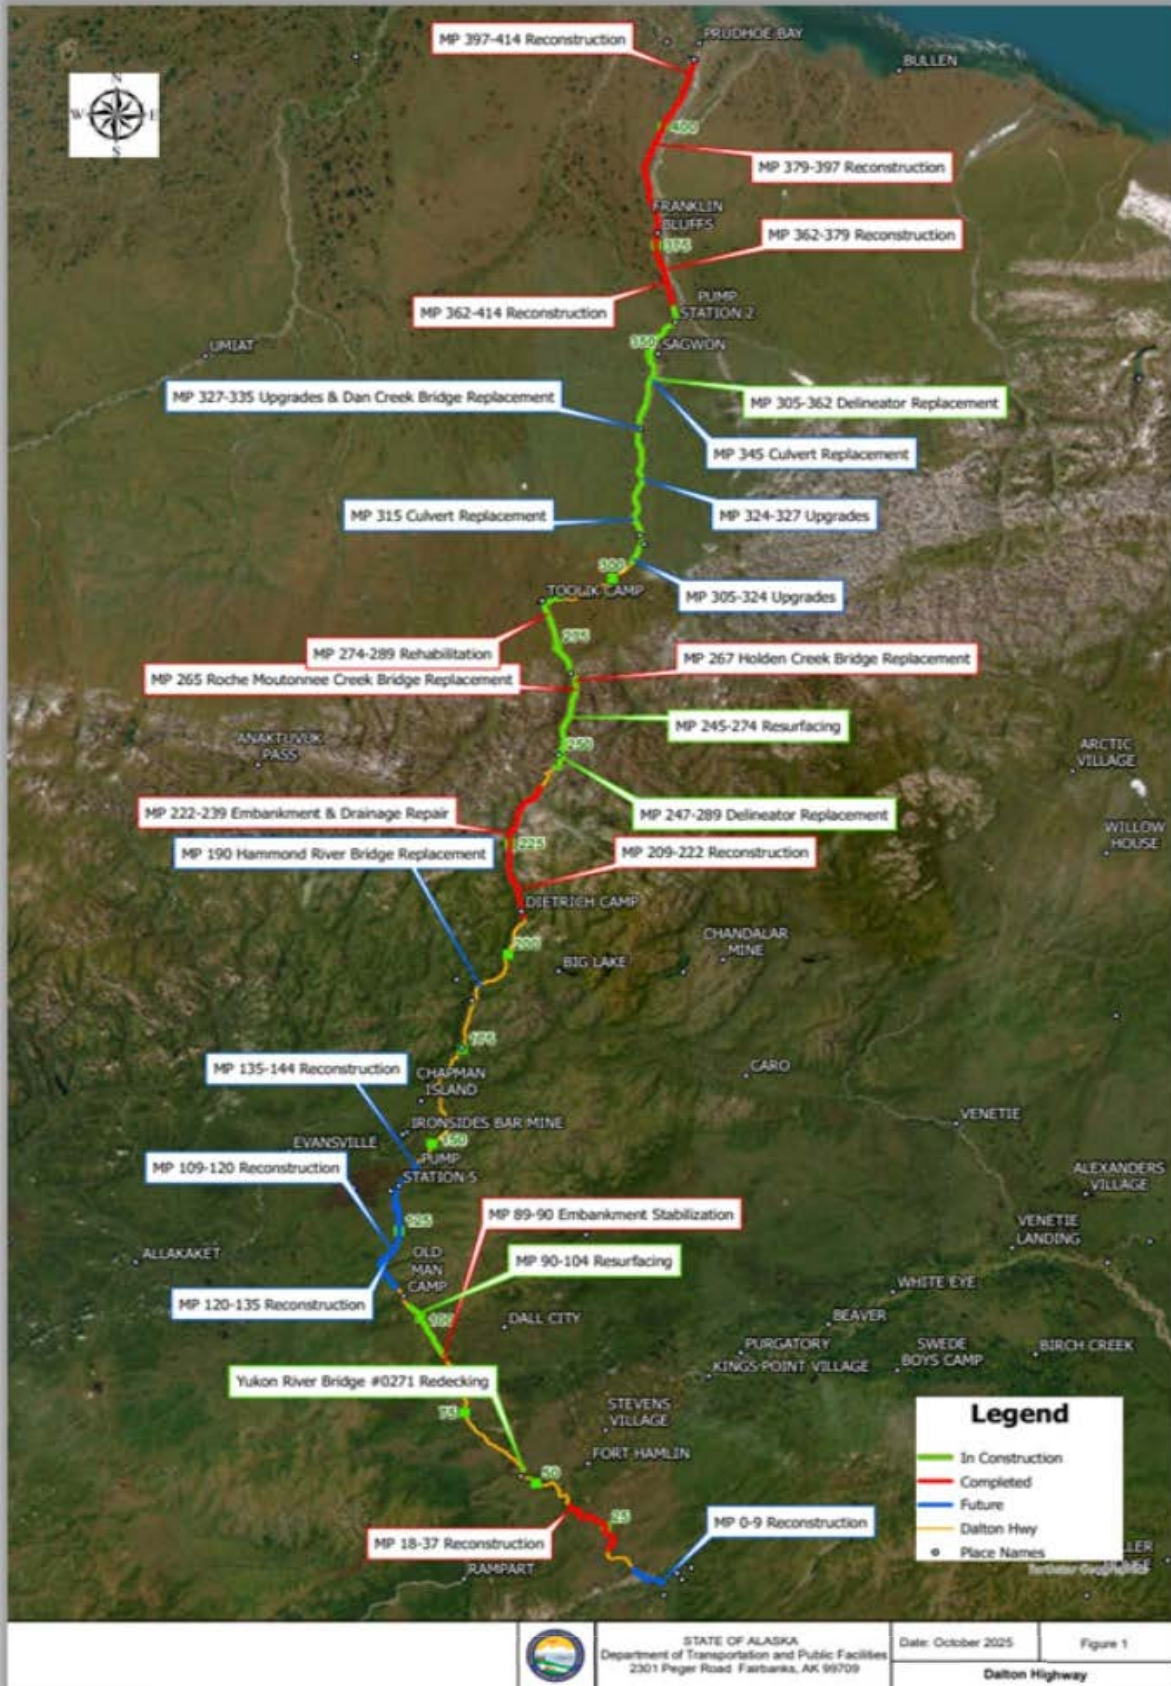 MP 397-414 Reconstruction
PRUDHOE BAY
BULLEN
N
W
E
S
400
MP 379-397 Reconstruction
FRANKLIN
BLUFFS
MP 362-379 Reconstruction
375
PUMP
STATION 2
MP 362-414 Reconstruction
350
SAGWON
UMIAT
MP 327-335 Upgrades & Dan Creek Bridge Replacement
MP 305-362 Delineator Replacement
MP 345 Culvert Replacement
MP 315 Culvert Replacement
MP 324-327 Upgrades
300
TOOLIK CAMP
MP 305-324 Upgrades
275
MP 274-289 Rehabilitation
MP 267 Holden Creek Bridge Replacement
MP 265 Roche Moutonnee Creek Bridge Replacement
MP 245-274 Resurfacing
ANAKTUVUK
PASS
250
ARCTIC
VILLAGE
MP 222-239 Embankment & Drainage Repair
MP 247-289 Delineator Replacement
WILLOW
HOUSE
225
MP 190 Hammond River Bridge Replacement
MP 209-222 Reconstruction
DIETRICH CAMP
CHANDALAR
MINE
200
BIG LAKE
175
MP 135-144 Reconstruction
CHAPMAN
ISLAND
CARO
IRONSIDES BAR MINE
VENETIE
EVANSVILLE
150
PUMP
STATION 5
MP 109-120 Reconstruction
ALEXANDERS
VILLAGE
125
MP 89-90 Embankment Stabilization
VENETIE
LANDING
ALLAKAKET
OLD
MAN
CAMP
MP 90-104 Resurfacing
WHITE EYE
MP 120-135 Reconstruction
100
DALL CITY
BEAVER
PURGATORY
KINGS POINT VILLAGE
SWEDE
BOYS CAMP
BIRCH CREEK
Yukon River Bridge #0271 Redecking
75
STEVENS
VILLAGE
FORT HAMLIN
50
25
MP 18-37 Reconstruction
MP 0-9 Reconstruction
RAMPART
Legend
In Construction
Completed
Future
Dalton Hwy
Place Names
STATE OF ALASKA
Department of Transportation and Public Facilities
2301 Peger Road Fairbanks, AK 99709
Date: October 2025
Figure 1
Dalton Highway